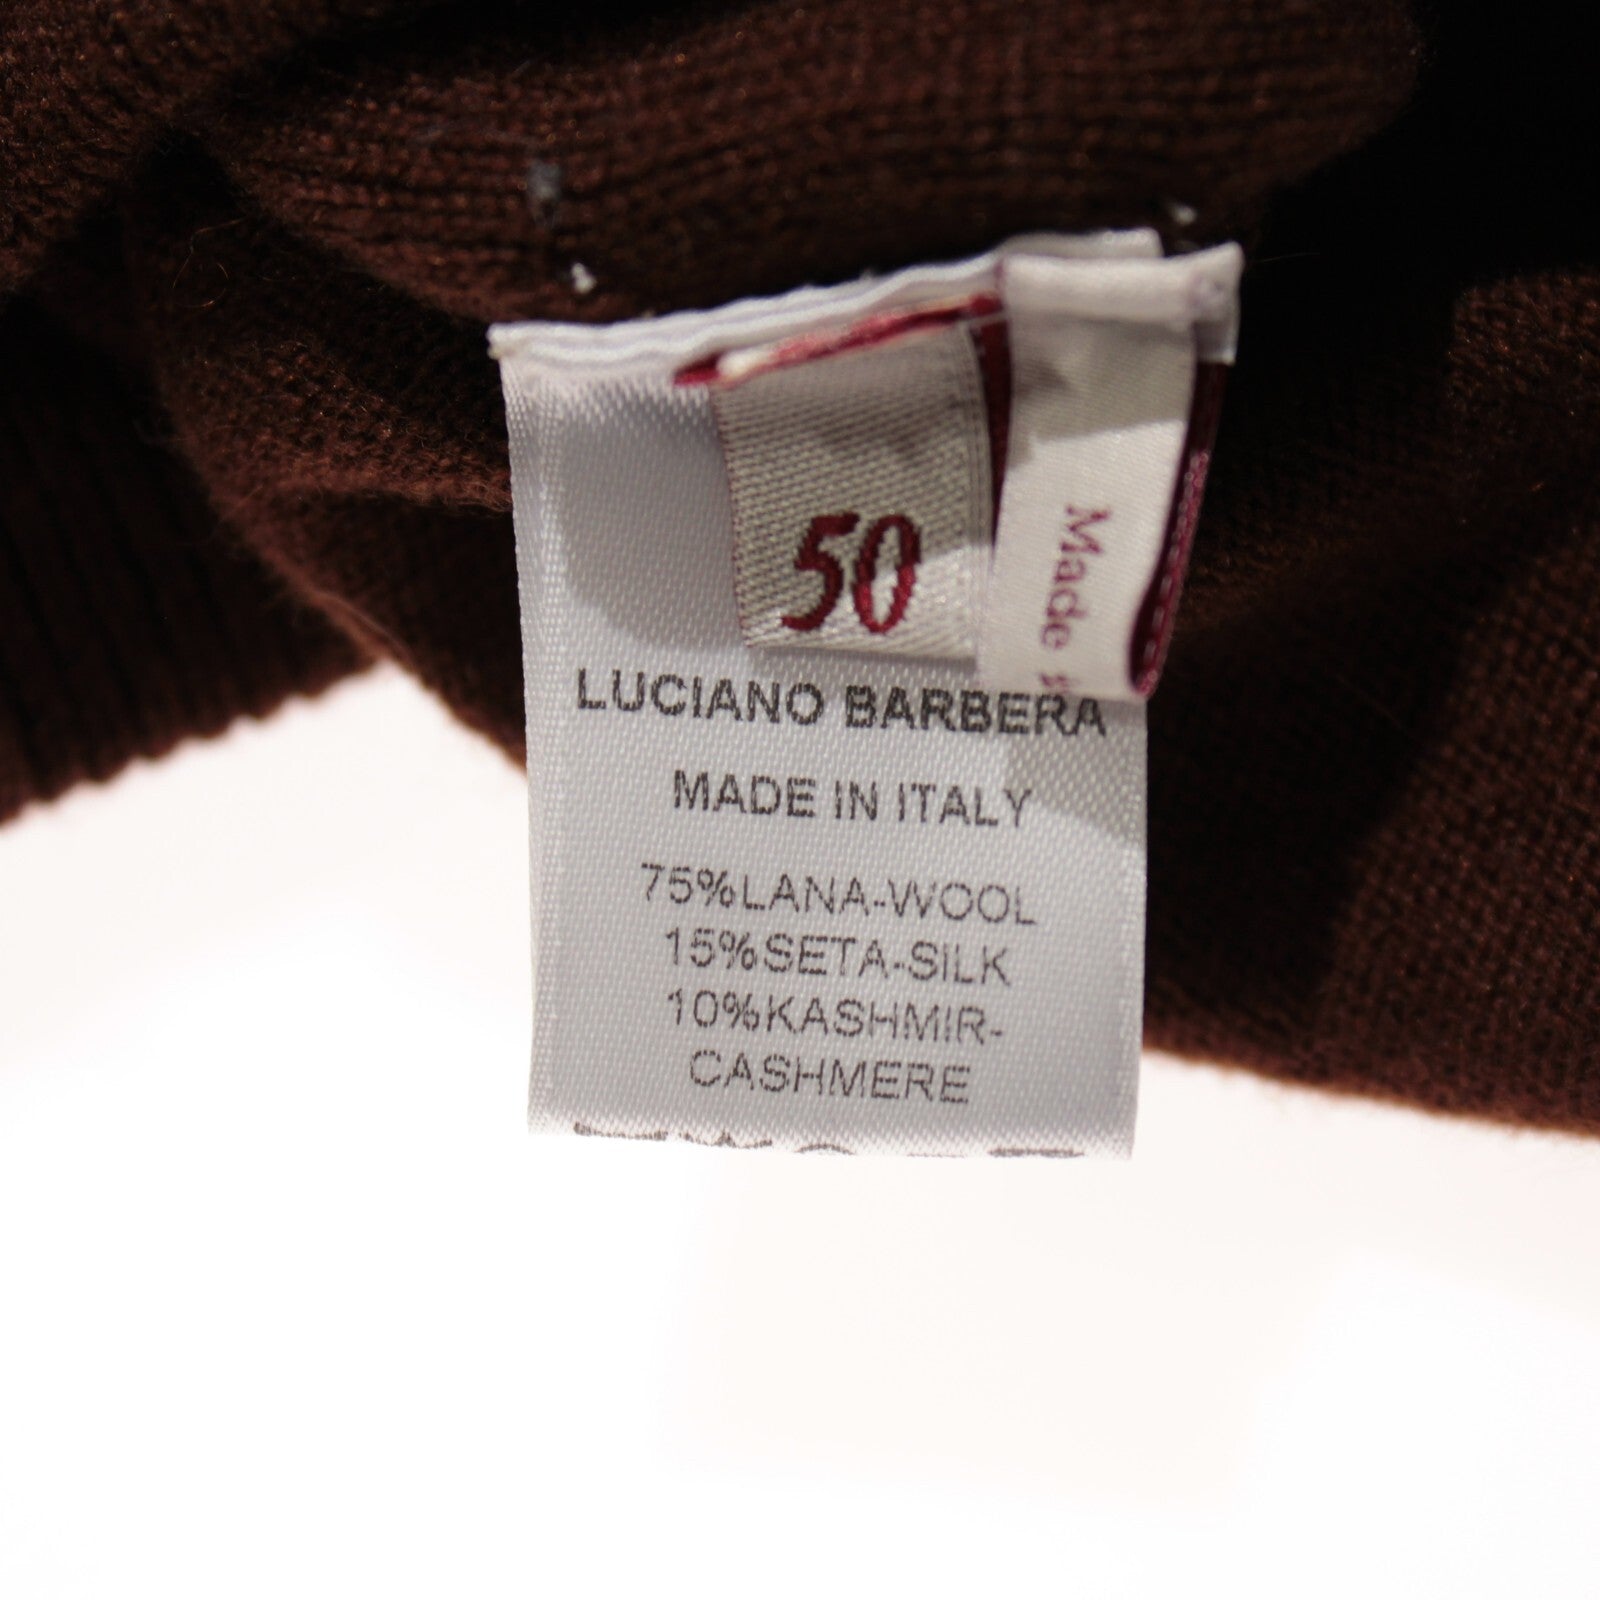 50
Made
LUCIANO BARBERA
MADE IN ITALY
75%LANA-WOOL
15%SETA-SILK
10%KASHMIR-
CASHMERE